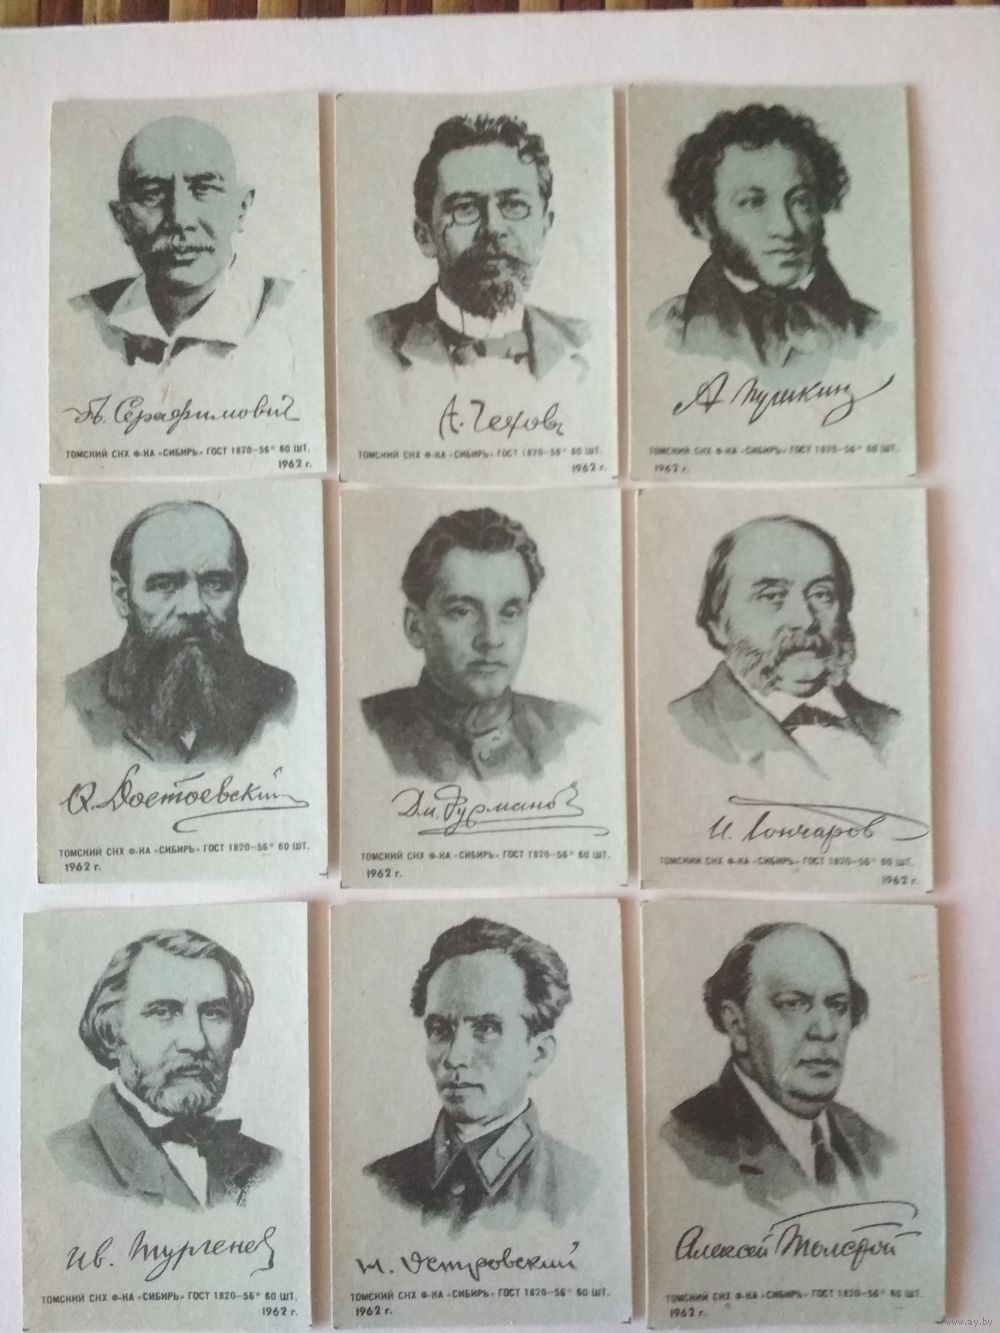 А. Серафимович
ТОМСКИЙ СНХ Ф-КА «СИБИРЬ» ГОСТ 1820-56* 60 ШТ.
1962 г.
А. Чехов
ТОМСКИЙ СНХ Ф-КА «СИБИРЬ» ГОСТ 1820-56* 60 ШТ.
1962 г.
А Пушкинъ
ТОМСКИЙ СНХ Ф-КА «СИБИРЬ» ГОСТ 1820-56* 60 ШТ.
1962 г.
Достоевский
ТОМСКИЙ СНХ Ф-КА «СИБИРЬ» ГОСТ 1820-56* 60 ШТ.
1962 г.
Дм. Фурманов
ТОМСКИЙ СНХ Ф-КА «СИБИРЬ» ГОСТ 1820-56* 60 ШТ.
1962 г.
И. Гончаров
ТОМСКИЙ СНХ Ф-КА «СИБИРЬ» ГОСТ 1820-56* 60 ШТ.
1962 г.
Ив. Тургенев
ТОМСКИЙ СНХ Ф-КА «СИБИРЬ» ГОСТ 1820-56* 60 ШТ.
1962 г.
Н. Островский
ТОМСКИЙ СНХ Ф-КА «СИБИРЬ» ГОСТ 1820-56* 60 ШТ.
1962 г.
Алексей Толстой
ТОМСКИЙ СНХ Ф-КА «СИБИРЬ» ГОСТ 1820-56* 60 ШТ.
1962 г.
www.ay.by